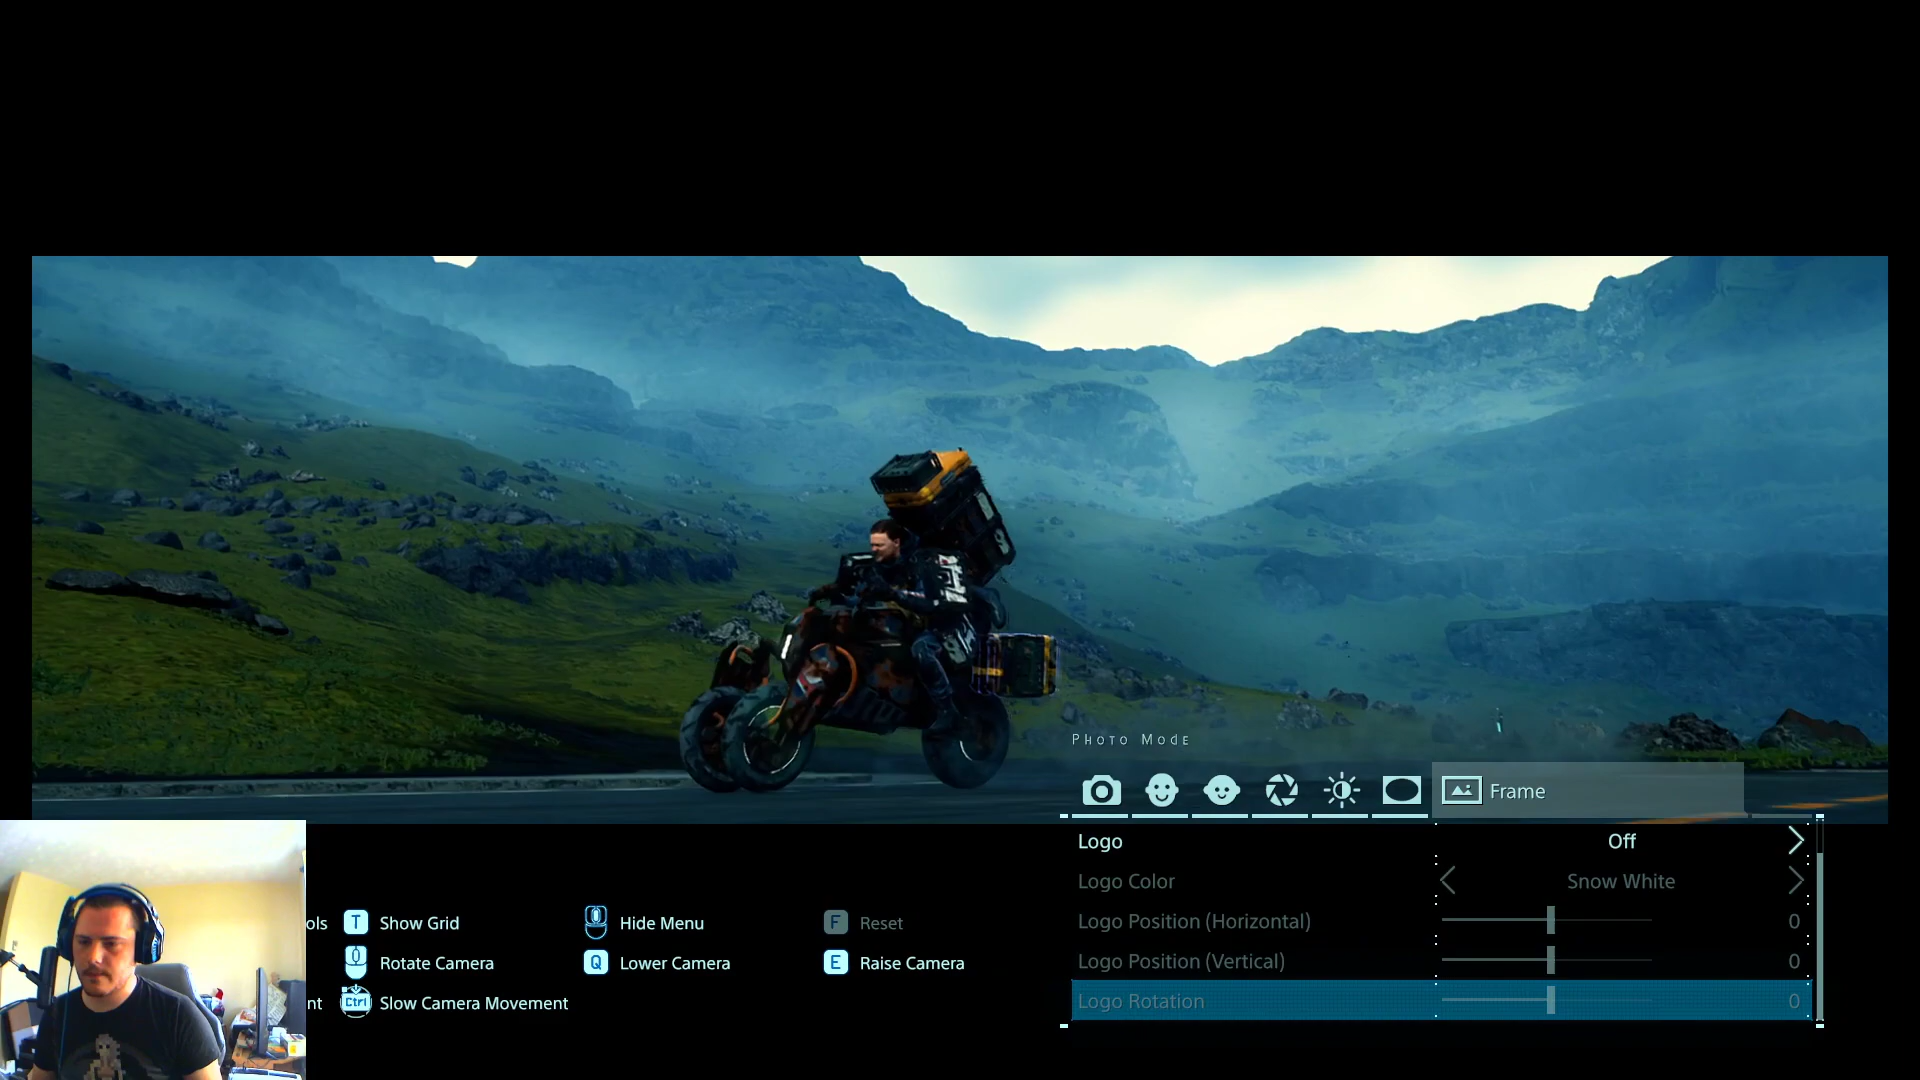 Photo Mode
Frame
Logo Off
Logo Color Snow White
Logo Position (Horizontal) 0
Logo Position (Vertical) 0
Logo Rotation 0
ols T Show Grid Hide Menu F Reset
Rotate Camera Q Lower Camera E Raise Camera
nt Ctrl Slow Camera Movement